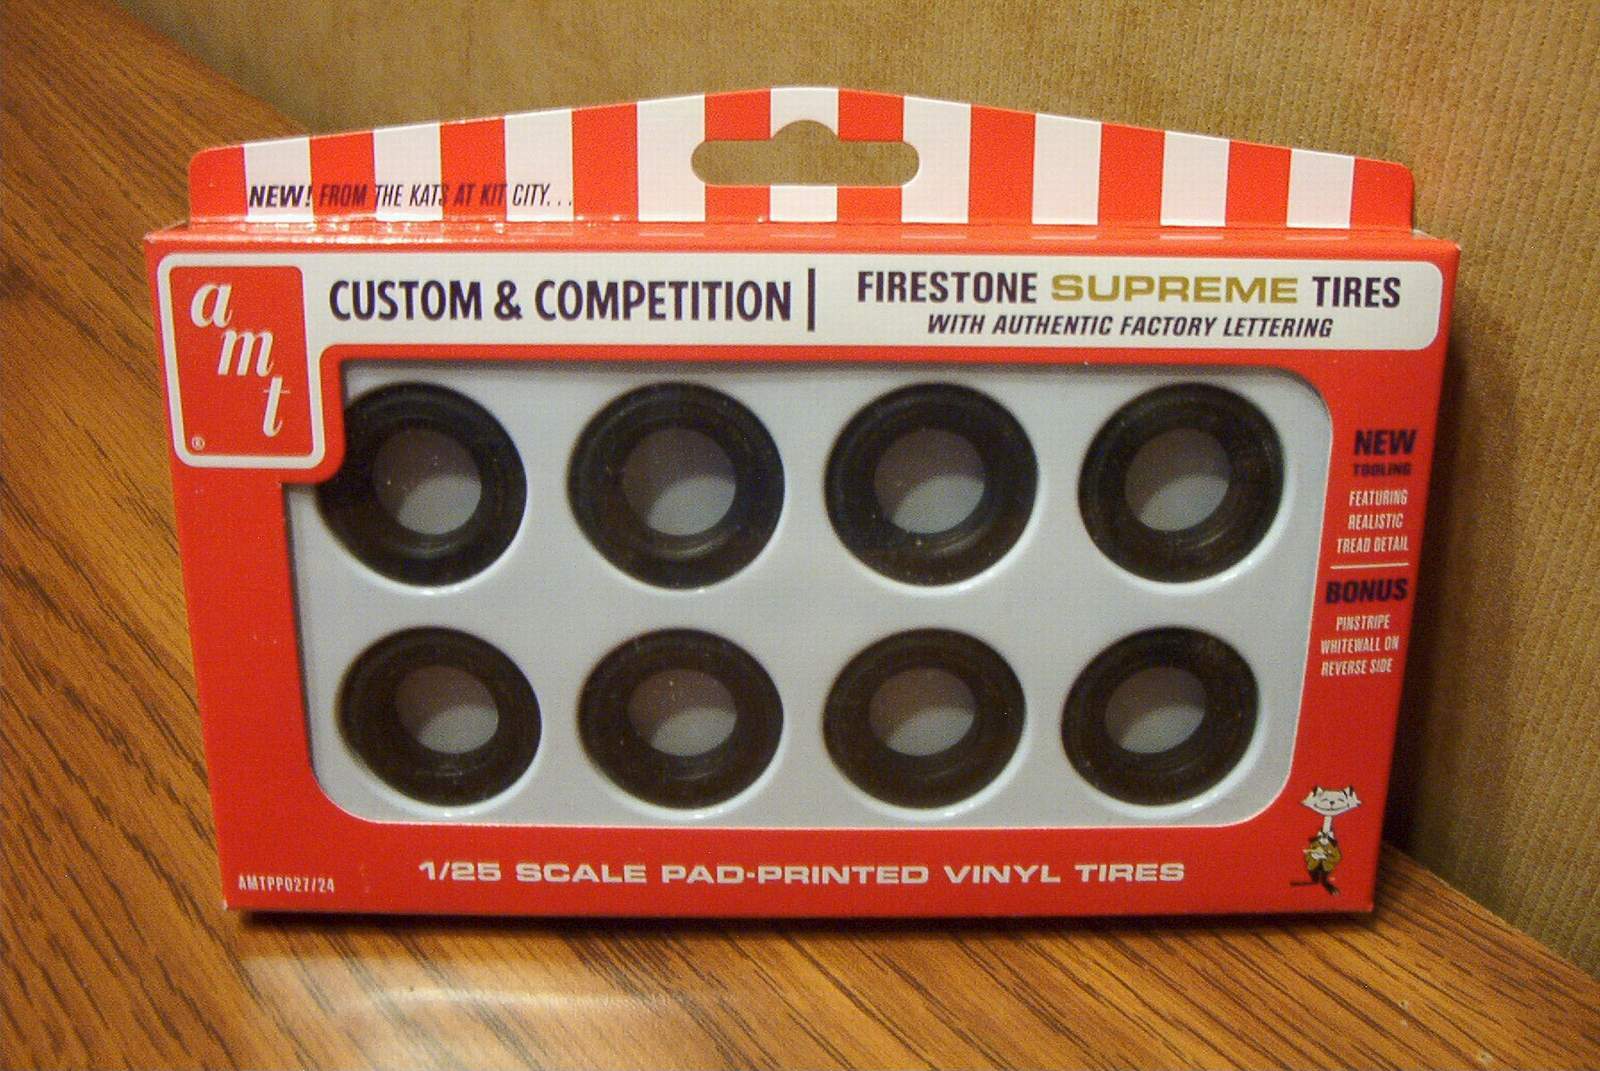 NEW! FROM THE KATS AT KIT CITY. . .
amt
®
CUSTOM & COMPETITION
FIRESTONE SUPREME TIRES
WITH AUTHENTIC FACTORY LETTERING
NEW
TOOLING
FEATURING
REALISTIC
TREAD DETAIL
BONUS
PINSTRIPE
WHITEWALL ON
REVERSE SIDE
1/25 SCALE PAD-PRINTED VINYL TIRES
AMTPP027/24